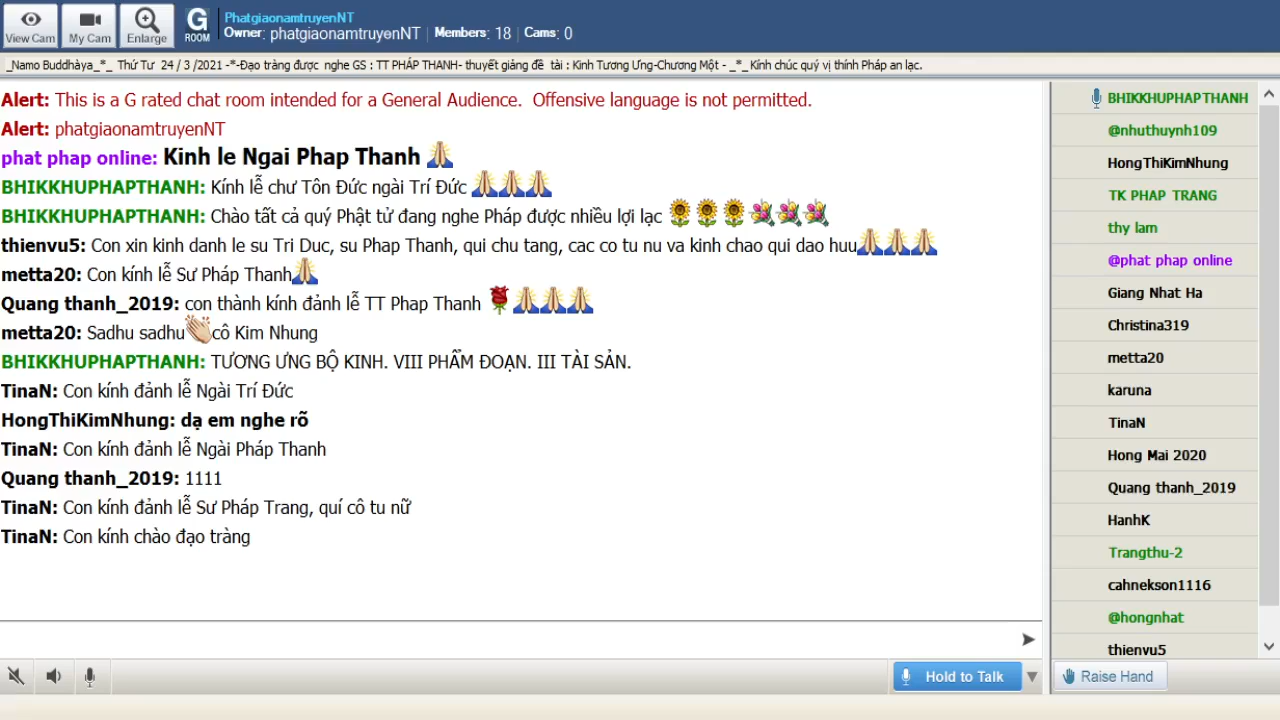 View Cam
My Cam
Enlarge
G
ROOM
PhatgiaonamtruyenNT
Owner: phatgiaonamtruyenNT | Members: 18 | Cams: 0
_Namo Buddhàya_*_ Thứ Tư 24 / 3 /2021 -*-Đạo tràng được nghe GS : TT PHÁP THANH- thuyết giảng đề tài : Kinh Tương Ưng-Chương Một - _*_Kính chúc quý vị thính Pháp an lạc.
Alert: This is a G rated chat room intended for a General Audience. Offensive language is not permitted.
Alert: phatgiaonamtruyenNT
phat phap online: Kinh le Ngai Phap Thanh
BHIKKHUPHAPTHANH: Kính lễ chư Tôn Đức ngài Trí Đức
BHIKKHUPHAPTHANH: Chào tất cả quý Phật tử đang nghe Pháp được nhiều lợi lạc
thienvu5: Con xin kinh danh le su Tri Duc, su Phap Thanh, qui chu tang, cac co tu nu va kinh chao qui dao huu
metta20: Con kính lễ Sư Pháp Thanh
Quang thanh_2019: con thành kính đảnh lễ TT Phap Thanh
metta20: Sadhu sadhu cô Kim Nhung
BHIKKHUPHAPTHANH: TƯƠNG ƯNG BỘ KINH. VIII PHẨM ĐOẠN. III TÀI SẢN.
TinaN: Con kính đảnh lễ Ngài Trí Đức
HongThiKimNhung: dạ em nghe rõ
TinaN: Con kính đảnh lễ Ngài Pháp Thanh
Quang thanh_2019: 1111
TinaN: Con kính đảnh lễ Sư Pháp Trang, quí cô tu nữ
TinaN: Con kính chào đạo tràng
BHIKKHUPHAPTHANH
@nhuthuynh109
HongThiKimNhung
TK PHAP TRANG
thy lam
@phat phap online
Giang Nhat Ha
Christina319
metta20
karuna
TinaN
Hong Mai 2020
Quang thanh_2019
HanhK
Trangthu-2
cahnekson1116
@hongnhat
thienvu5
Hold to Talk
Raise Hand